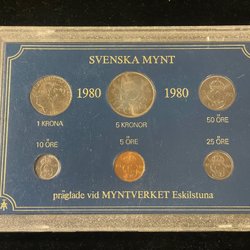 SVENSKA MYNT
1980 1980
1 KRONA 5 KRONOR 50 ÖRE
10 ÖRE 5 ÖRE 25 ÖRE
präglade vid MYNTVERKET Eskilstuna